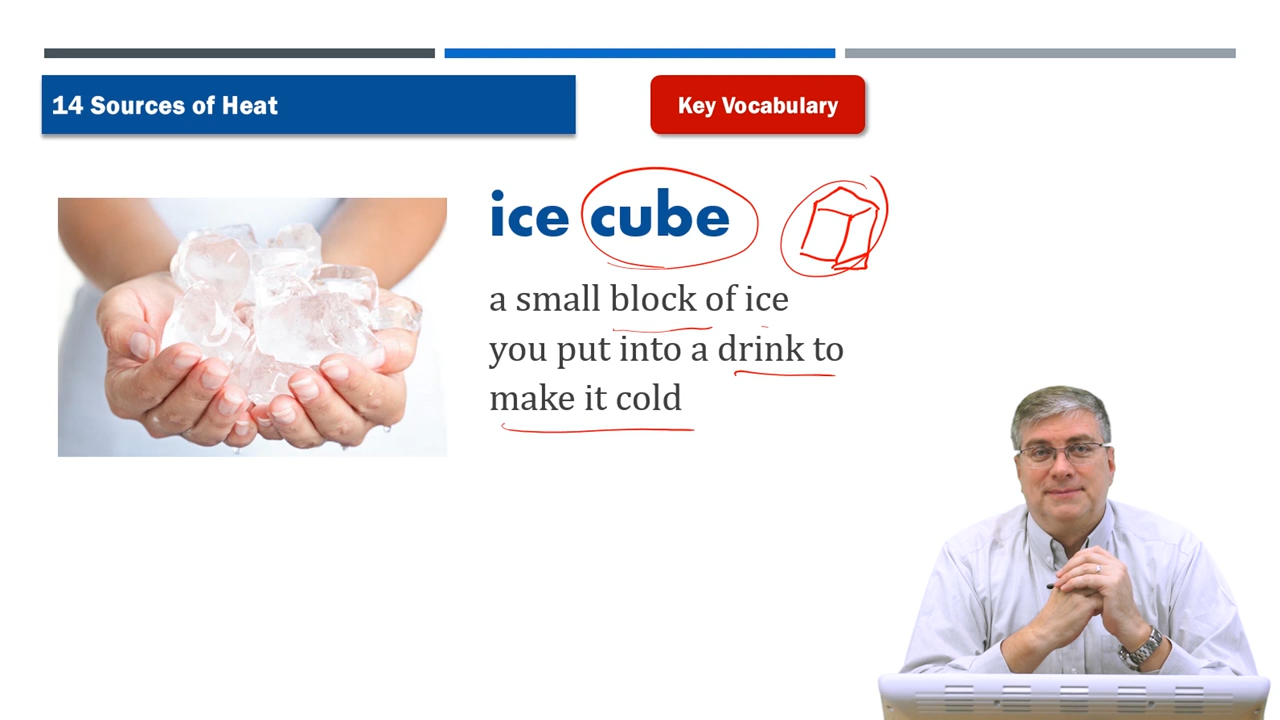 14 Sources of Heat
Key Vocabulary
ice cube
a small block of ice
you put into a drink to
make it cold